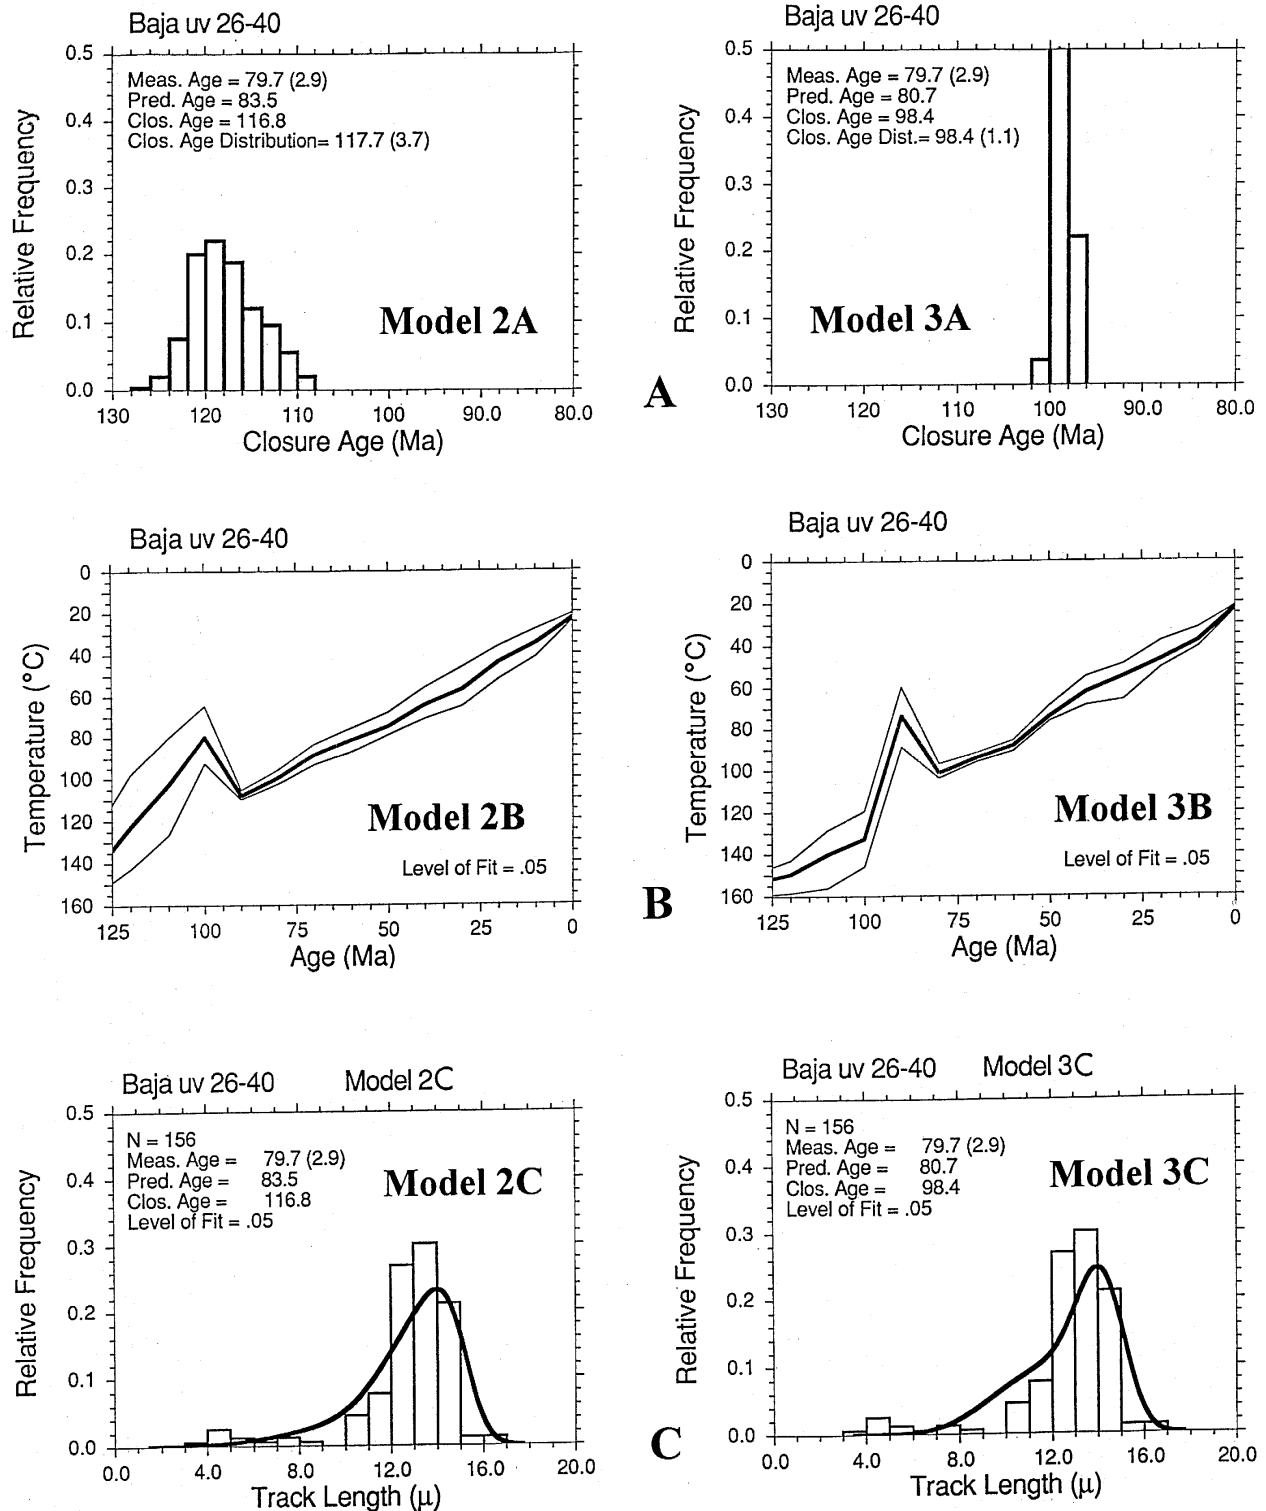 Baja uv 26-40
Meas. Age = 79.7 (2.9)
Pred. Age = 83.5
Clos. Age = 116.8
Clos. Age Distribution= 117.7 (3.7)
Model 2A
Relative Frequency
0.5
0.4
0.3
0.2
0.1
0.0
130
120
110
100
90.0
80.0
Closure Age (Ma)
Baja uv 26-40
Meas. Age = 79.7 (2.9)
Pred. Age = 80.7
Clos. Age = 98.4
Clos. Age Dist.= 98.4 (1.1)
Model 3A
Relative Frequency
0.5
0.4
0.3
0.2
0.1
0.0
130
120
110
100
90.0
80.0
Closure Age (Ma)
A
Baja uv 26-40
Temperature (°C)
0
20
40
60
80
100
120
140
160
Model 2B
Level of Fit = .05
125
100
75
50
25
0
Age (Ma)
Baja uv 26-40
Temperature (°C)
0
20
40
60
80
100
120
140
160
Model 3B
Level of Fit = .05
125
100
75
50
25
0
Age (Ma)
B
Baja uv 26-40 Model 2C
N = 156
Meas. Age = 79.7 (2.9)
Pred. Age = 83.5
Clos. Age = 116.8
Level of Fit = .05
Model 2C
Relative Frequency
0.5
0.4
0.3
0.2
0.1
0.0
0.0
4.0
8.0
12.0
16.0
20.0
Track Length (μ)
Baja uv 26-40 Model 3C
N = 156
Meas. Age = 79.7 (2.9)
Pred. Age = 80.7
Clos. Age = 98.4
Level of Fit = .05
Model 3C
Relative Frequency
0.5
0.4
0.3
0.2
0.1
0.0
0.0
4.0
8.0
12.0
16.0
20.0
Track Length (μ)
C